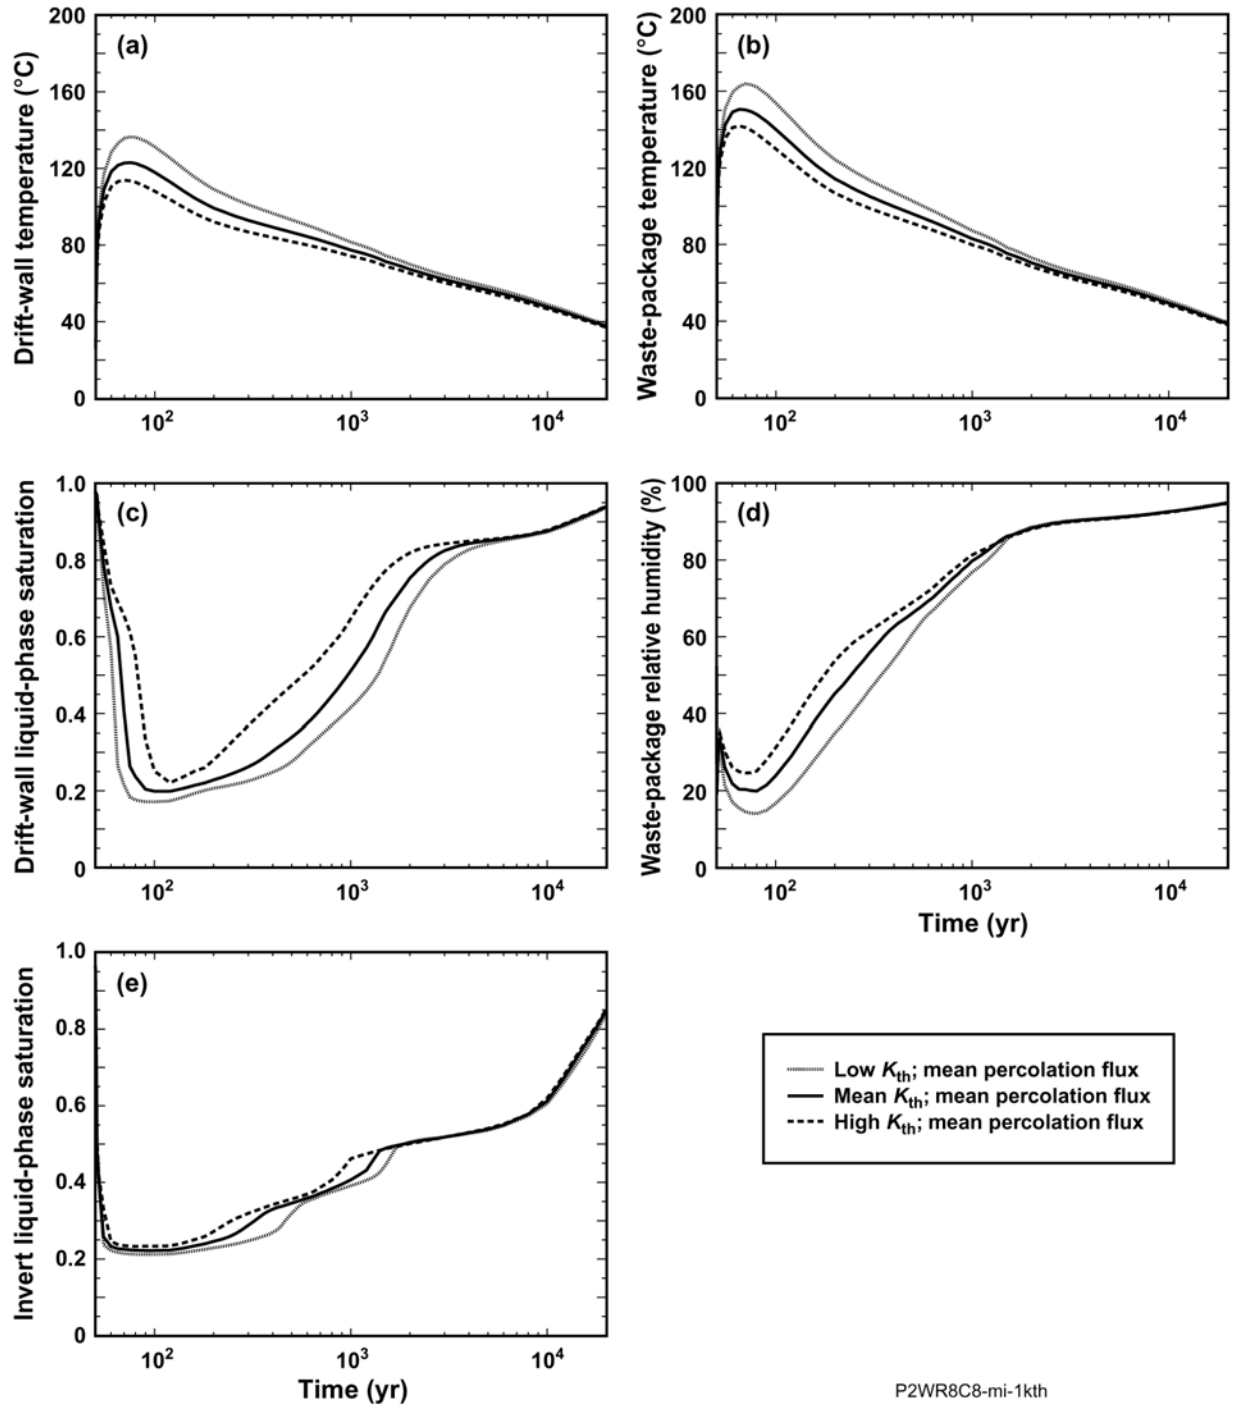 (a)
Drift-wall temperature (°C)
200
160
120
80
40
0
10²
10³
10⁴
(b)
Waste-package temperature (°C)
200
160
120
80
40
0
10²
10³
10⁴
(c)
Drift-wall liquid-phase saturation
1.0
0.8
0.6
0.4
0.2
0
10²
10³
10⁴
(d)
Waste-package relative humidity (%)
100
80
60
40
20
0
10²
10³
10⁴
Time (yr)
(e)
Invert liquid-phase saturation
1.0
0.8
0.6
0.4
0.2
0
10²
10³
10⁴
Time (yr)
Low Kth; mean percolation flux
Mean Kth; mean percolation flux
High Kth; mean percolation flux
P2WR8C8-mi-1kth